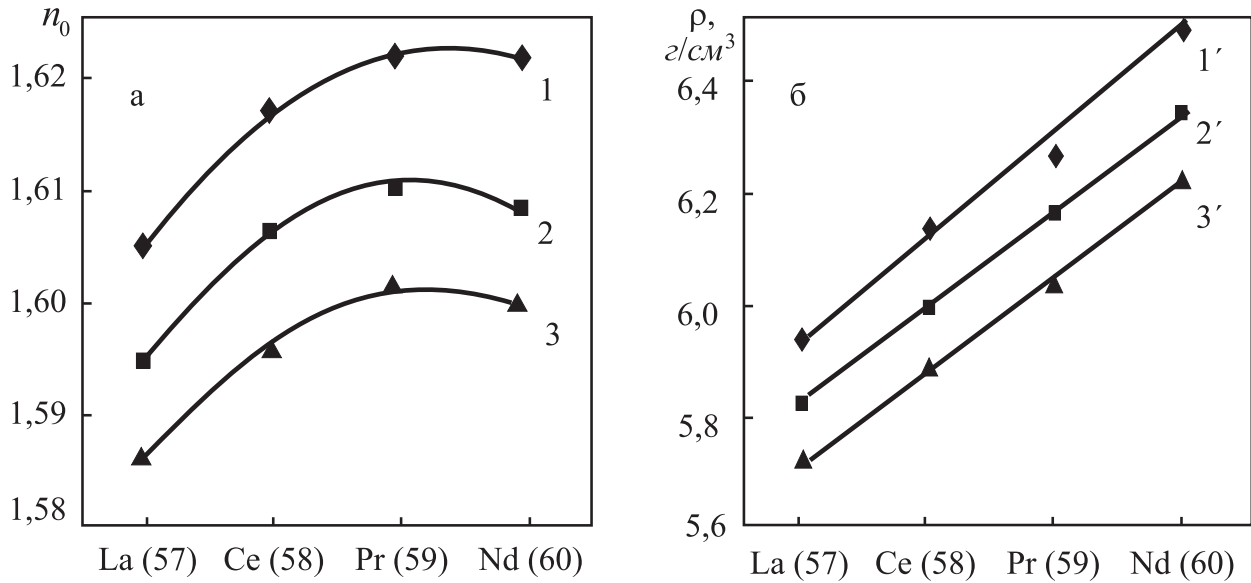 n₀
1,62
1,61
1,60
1,59
1,58
а
1
2
3
La (57) Ce (58) Pr (59) Nd (60)
ρ,
г/см³
6,4
6,2
6,0
5,8
5,6
б
1′
2′
3′
La (57) Ce (58) Pr (59) Nd (60)